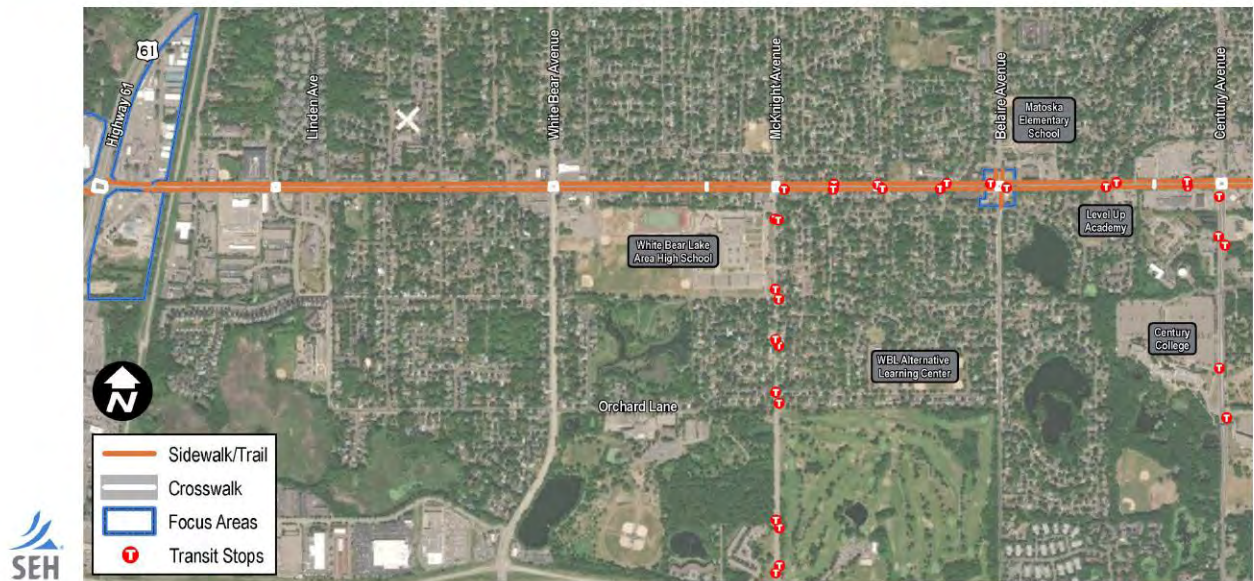 61
Highway 61
Linden Ave
White Bear Avenue
McKnight Avenue
Belaire Avenue
Century Avenue
Matoska
Elementary
School
White Bear Lake
Area High School
Level Up
Academy
Century
College
WBL Alternative
Learning Center
Orchard Lane
N
Sidewalk/Trail
Crosswalk
Focus Areas
T Transit Stops
SEH